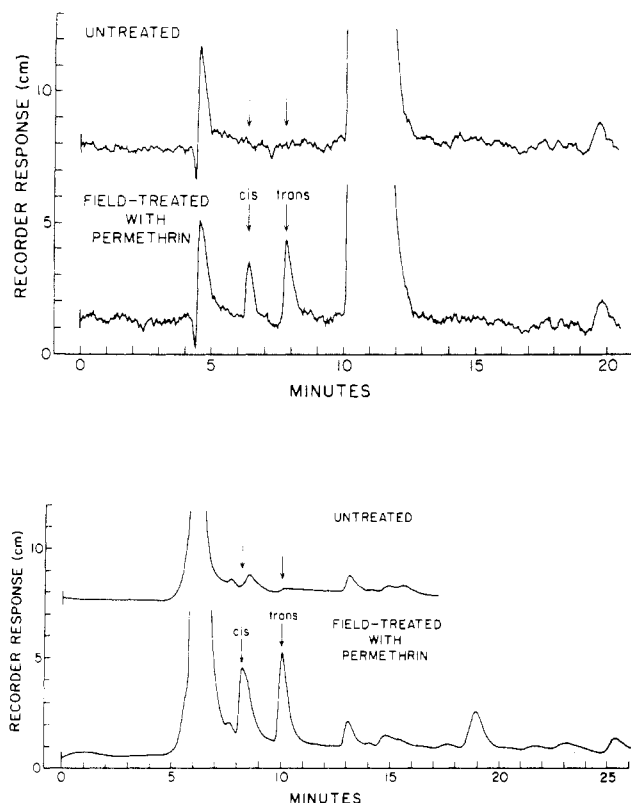 UNTREATED
10
RECORDER RESPONSE (cm)
FIELD-TREATED
WITH
PERMETHRIN
cis
trans
5
0
0
5
10
15
20
MINUTES
UNTREATED
10
RECORDER RESPONSE (cm)
FIELD-TREATED
WITH
PERMETHRIN
cis
trans
5
0
0
5
10
15
20
25
MINUTES